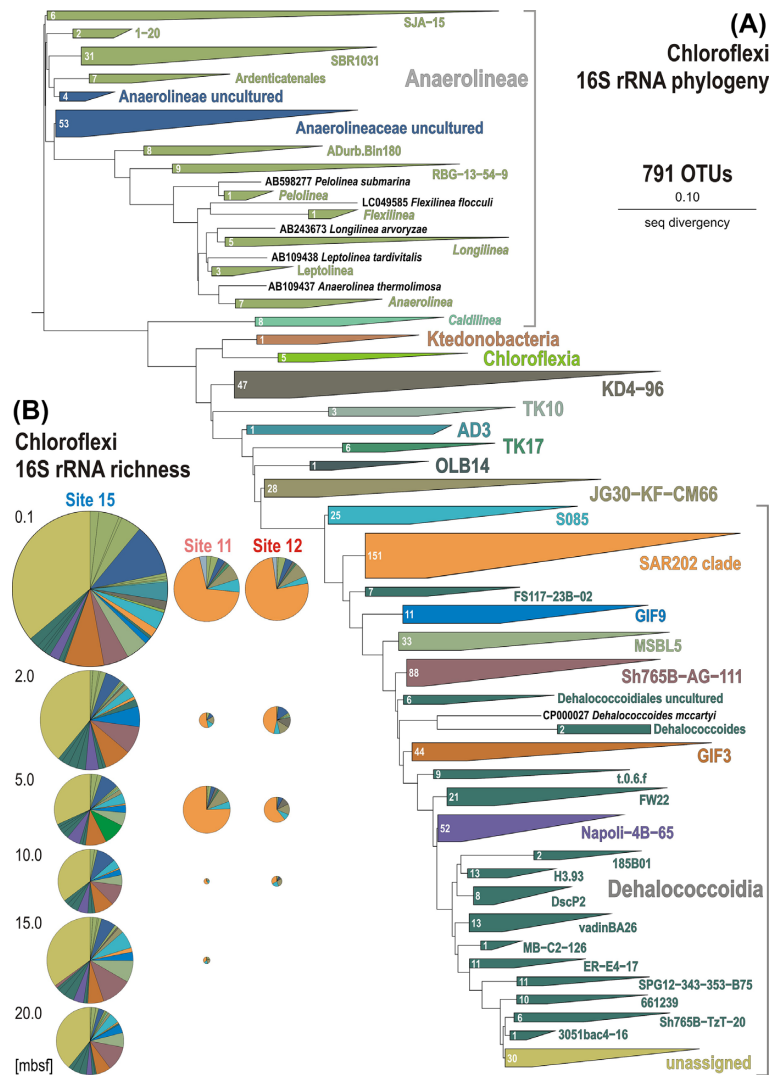 (A)
Chloroflexi
16S rRNA phylogeny
791 OTUs
0.10
seq divergency
6
SJA−15
2
1−20
31
SBR1031
7
Ardenticatenales
Anaerolineae
4
Anaerolineae uncultured
53
Anaerolineaceae uncultured
8
ADurb.Bin180
9
RBG−13−54−9
AB598277 Pelolinea submarina
1
Pelolinea
LC049585 Flexilinea flocculi
1
Flexilinea
AB243673 Longilinea arvoryzae
5
Longilinea
AB109438 Leptolinea tardivitalis
3
Leptolinea
AB109437 Anaerolinea thermolimosa
7
Anaerolinea
8
Caldilinea
1
Ktedonobacteria
5
Chloroflexia
47
KD4−96
3
TK10
1
AD3
6
TK17
1
OLB14
28
JG30−KF−CM66
25
S085
151
SAR202 clade
7
FS117−23B−02
11
GIF9
33
MSBL5
88
Sh765B−AG−111
6
Dehalococcoidiales uncultured
CP000027 Dehalococcoides mccartyi
2
Dehalococcoides
44
GIF3
9
t.0.6.f
21
FW22
52
Napoli−4B−65
2
185B01
13
H3.93
Dehalococcoidia
8
DscP2
13
vadinBA26
1
MB−C2−126
11
ER−E4−17
11
SPG12−343−353−B75
10
661239
6
Sh765B−TzT−20
1
3051bac4−16
30
unassigned
(B)
Chloroflexi
16S rRNA richness
Site 15
Site 11
Site 12
0.1
2.0
5.0
10.0
15.0
20.0
[mbsf]